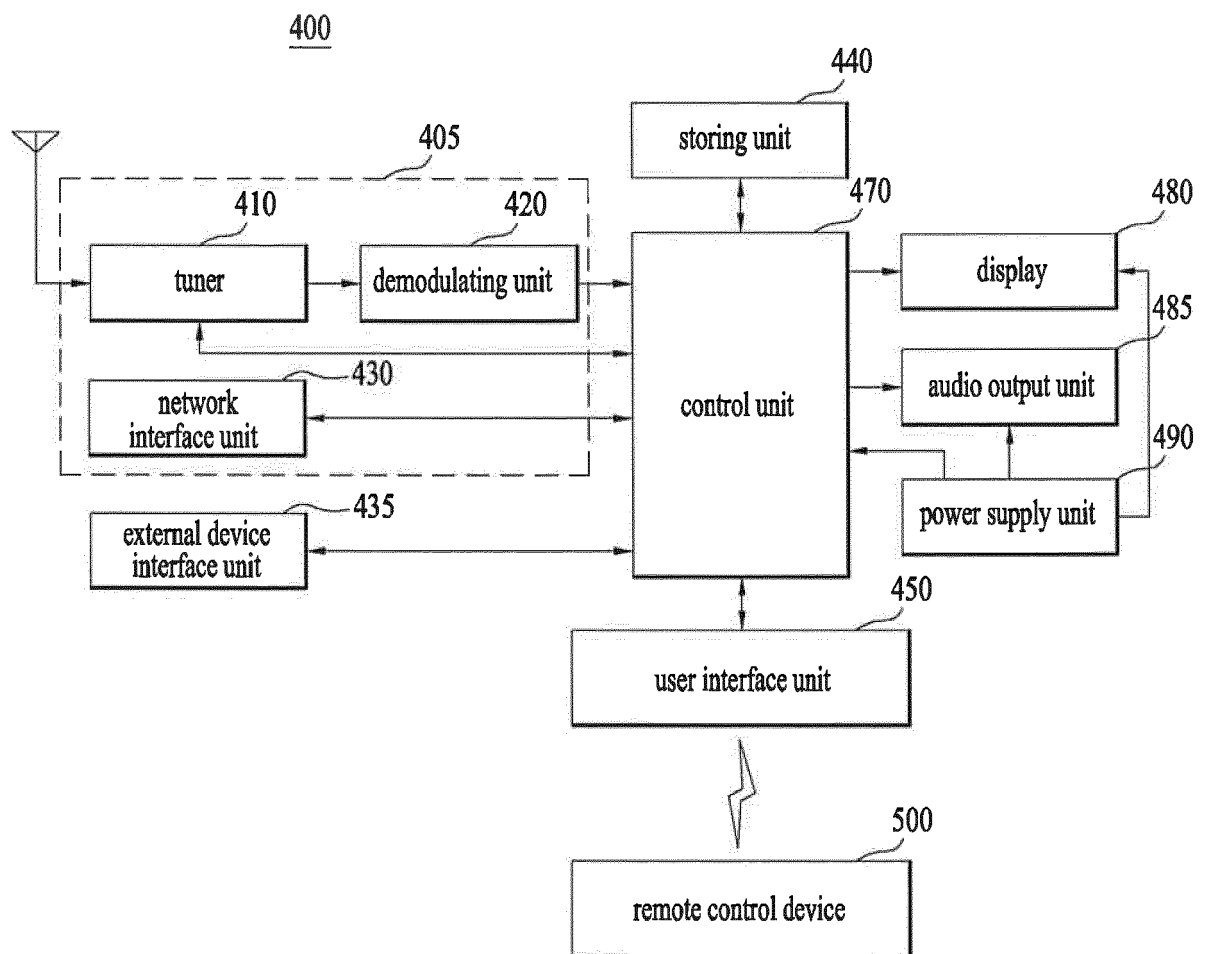 400
440
storing unit
405
410
420
470
480
tuner
demodulating unit
display
485
430
control unit
audio output unit
network
interface unit
490
435
power supply unit
external device
interface unit
450
user interface unit
500
remote control device